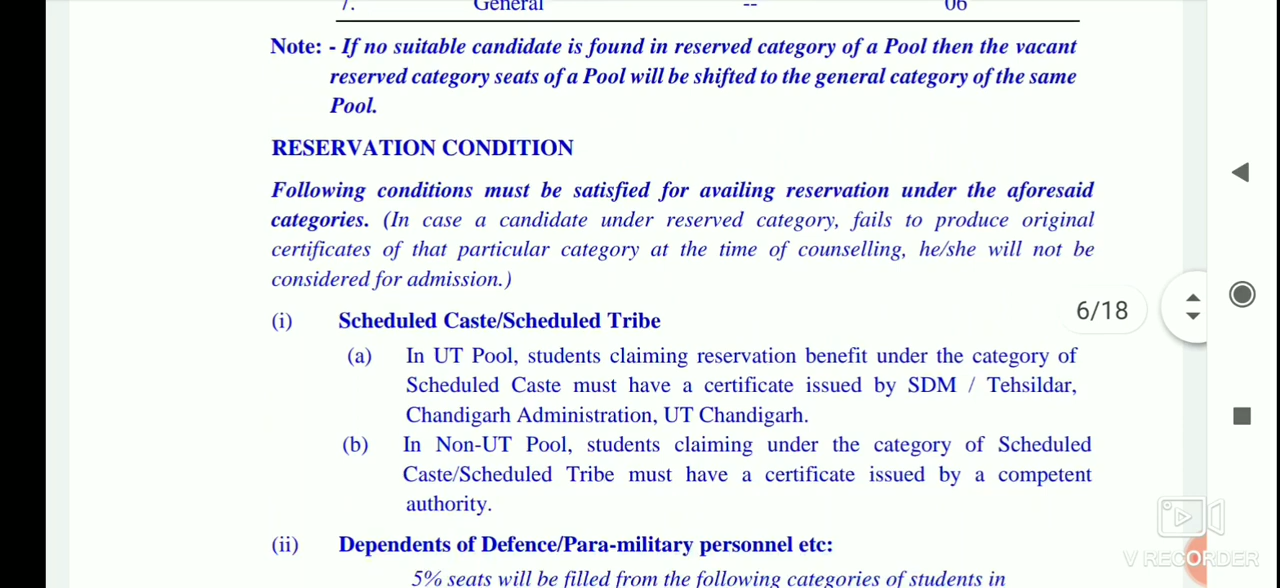 7. General -- 06
Note: - If no suitable candidate is found in reserved category of a Pool then the vacant
reserved category seats of a Pool will be shifted to the general category of the same
Pool.
RESERVATION CONDITION
Following conditions must be satisfied for availing reservation under the aforesaid
categories. (In case a candidate under reserved category, fails to produce original
certificates of that particular category at the time of counselling, he/she will not be
considered for admission.)
(i) Scheduled Caste/Scheduled Tribe
6/18
(a) In UT Pool, students claiming reservation benefit under the category of
Scheduled Caste must have a certificate issued by SDM / Tehsildar,
Chandigarh Administration, UT Chandigarh.
(b) In Non-UT Pool, students claiming under the category of Scheduled
Caste/Scheduled Tribe must have a certificate issued by a competent
authority.
(ii) Dependents of Defence/Para-military personnel etc:
V RECORDER
5% seats will be filled from the following categories of students in